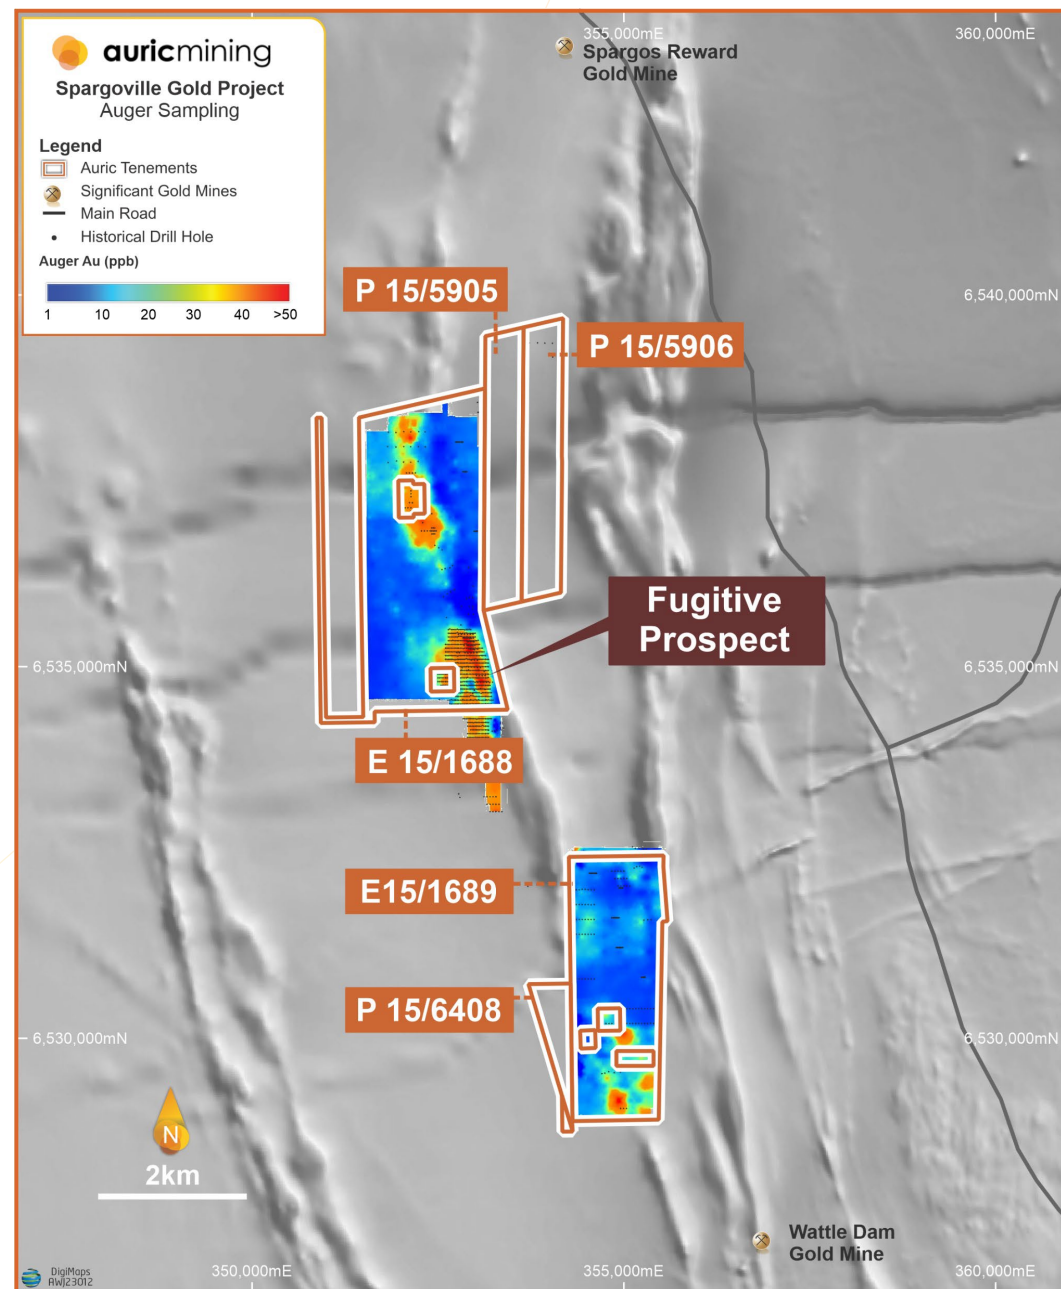 auricmining
Spargoville Gold Project
Auger Sampling
Legend
Auric Tenements
Significant Gold Mines
Main Road
Historical Drill Hole
Auger Au (ppb)
1 10 20 30 40 >50
355,000mE
360,000mE
Spargos Reward
Gold Mine
6,540,000mN
P 15/5905
P 15/5906
Fugitive
Prospect
6,535,000mN
6,535,000mN
E 15/1688
E15/1689
P 15/6408
6,530,000mN
6,530,000mN
N
2km
Wattle Dam
Gold Mine
DigiMaps
AWJ23012
350,000mE
355,000mE
360,000mE